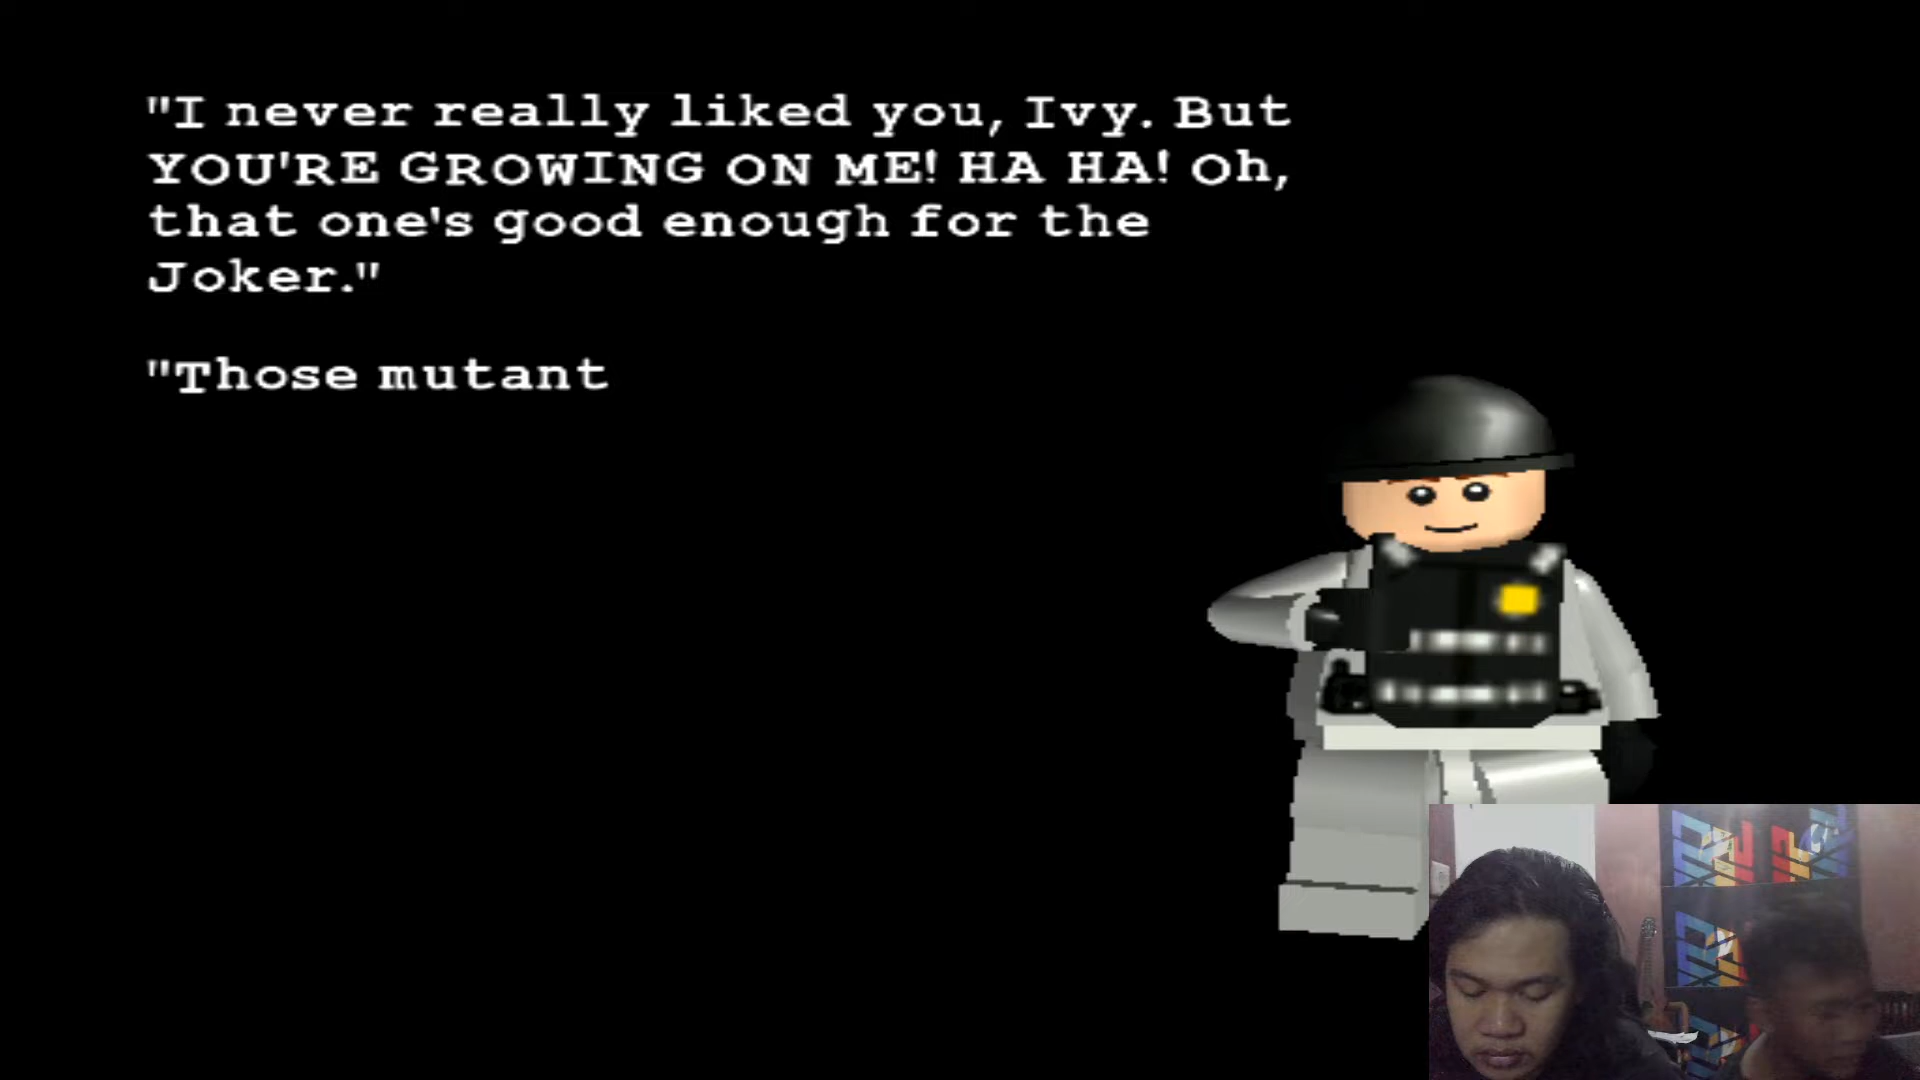 "I never really liked you, Ivy. But
YOU'RE GROWING ON ME! HA HA! Oh,
that one's good enough for the
Joker."
"Those mutant